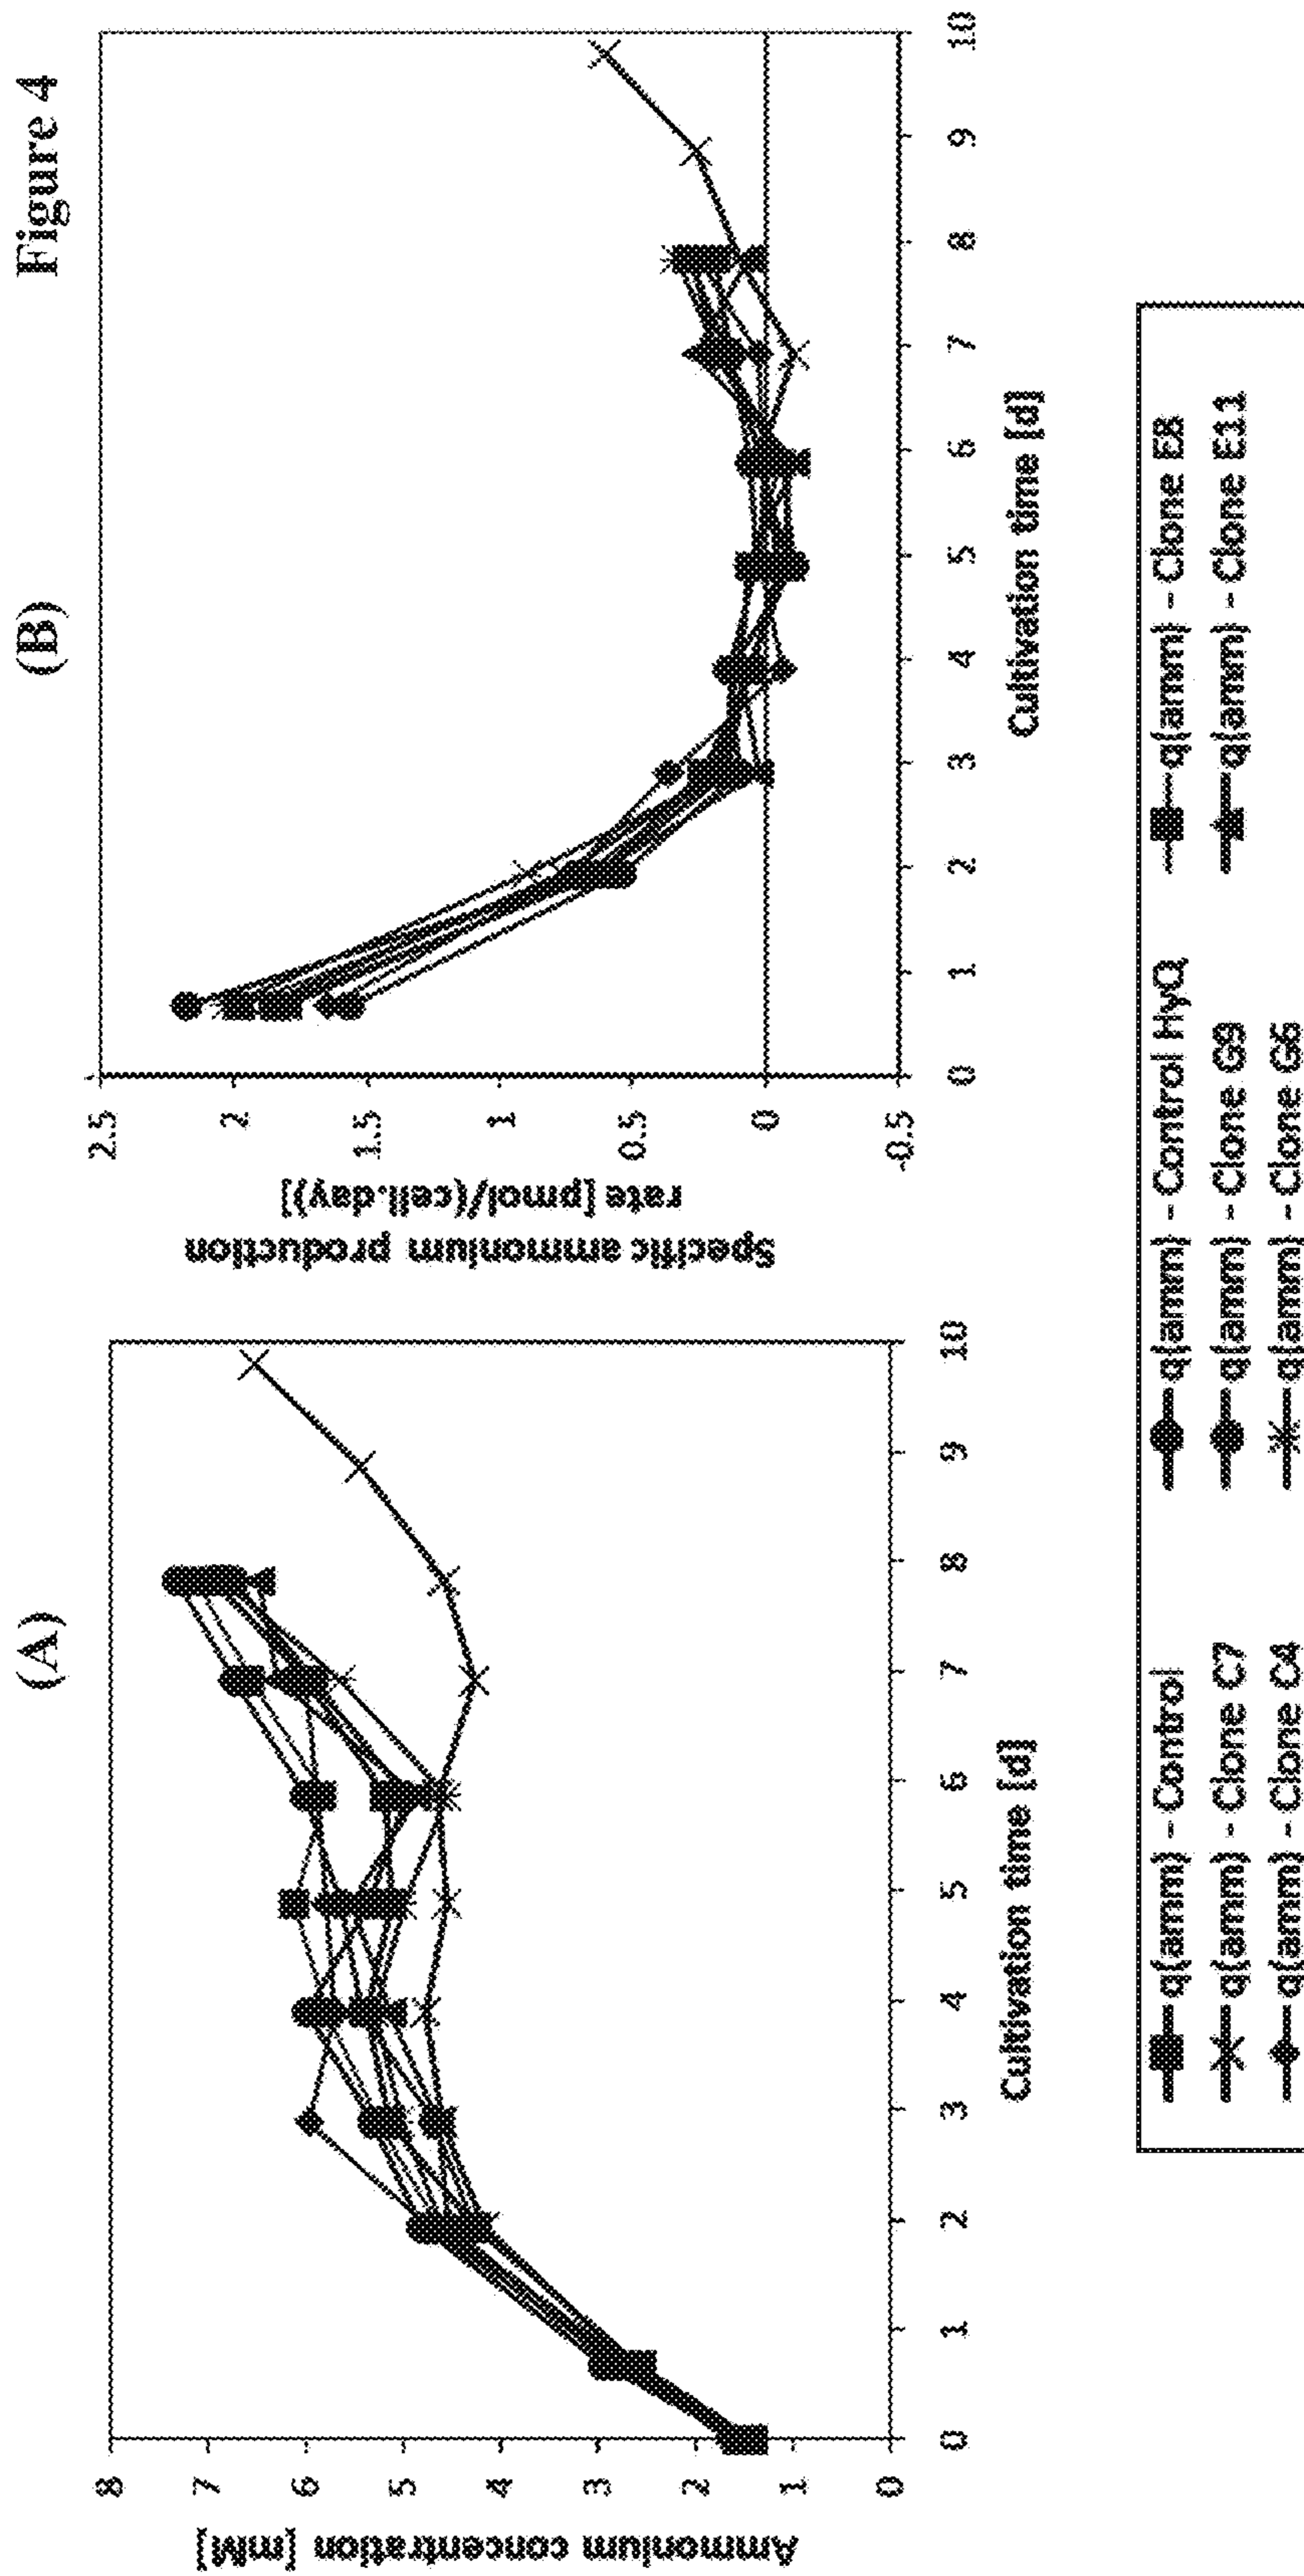 Figure 4
(A)
(B)
Ammonium concentration [mM]
8
7
6
5
4
3
2
1
0
0 1 2 3 4 5 6 7 8 9 10
Cultivation time [d]
Specific ammonium production
rate [pmol/(cell.day)]
2.5
2
1.5
1
0.5
0
-0.5
0 1 2 3 4 5 6 7 8 9 10
Cultivation time [d]
q(amm) - Control q(amm) - Control HyQ q(amm) - Clone E8
q(amm) - Clone C7 q(amm) - Clone G9 q(amm) - Clone E11
q(amm) - Clone C4 q(amm) - Clone G6